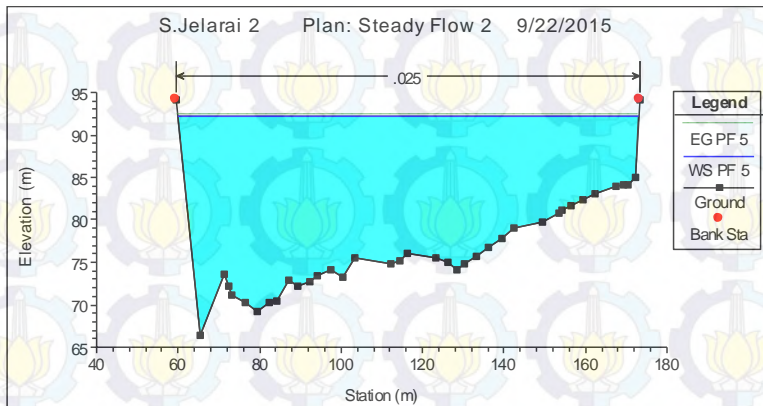 S.Jelarai 2 Plan: Steady Flow 2 9/22/2015
.025
95
90
85
80
75
70
65
Elevation (m)
40 60 80 100 120 140 160 180
Station (m)
Legend
EG PF 5
WS PF 5
Ground
Bank Sta